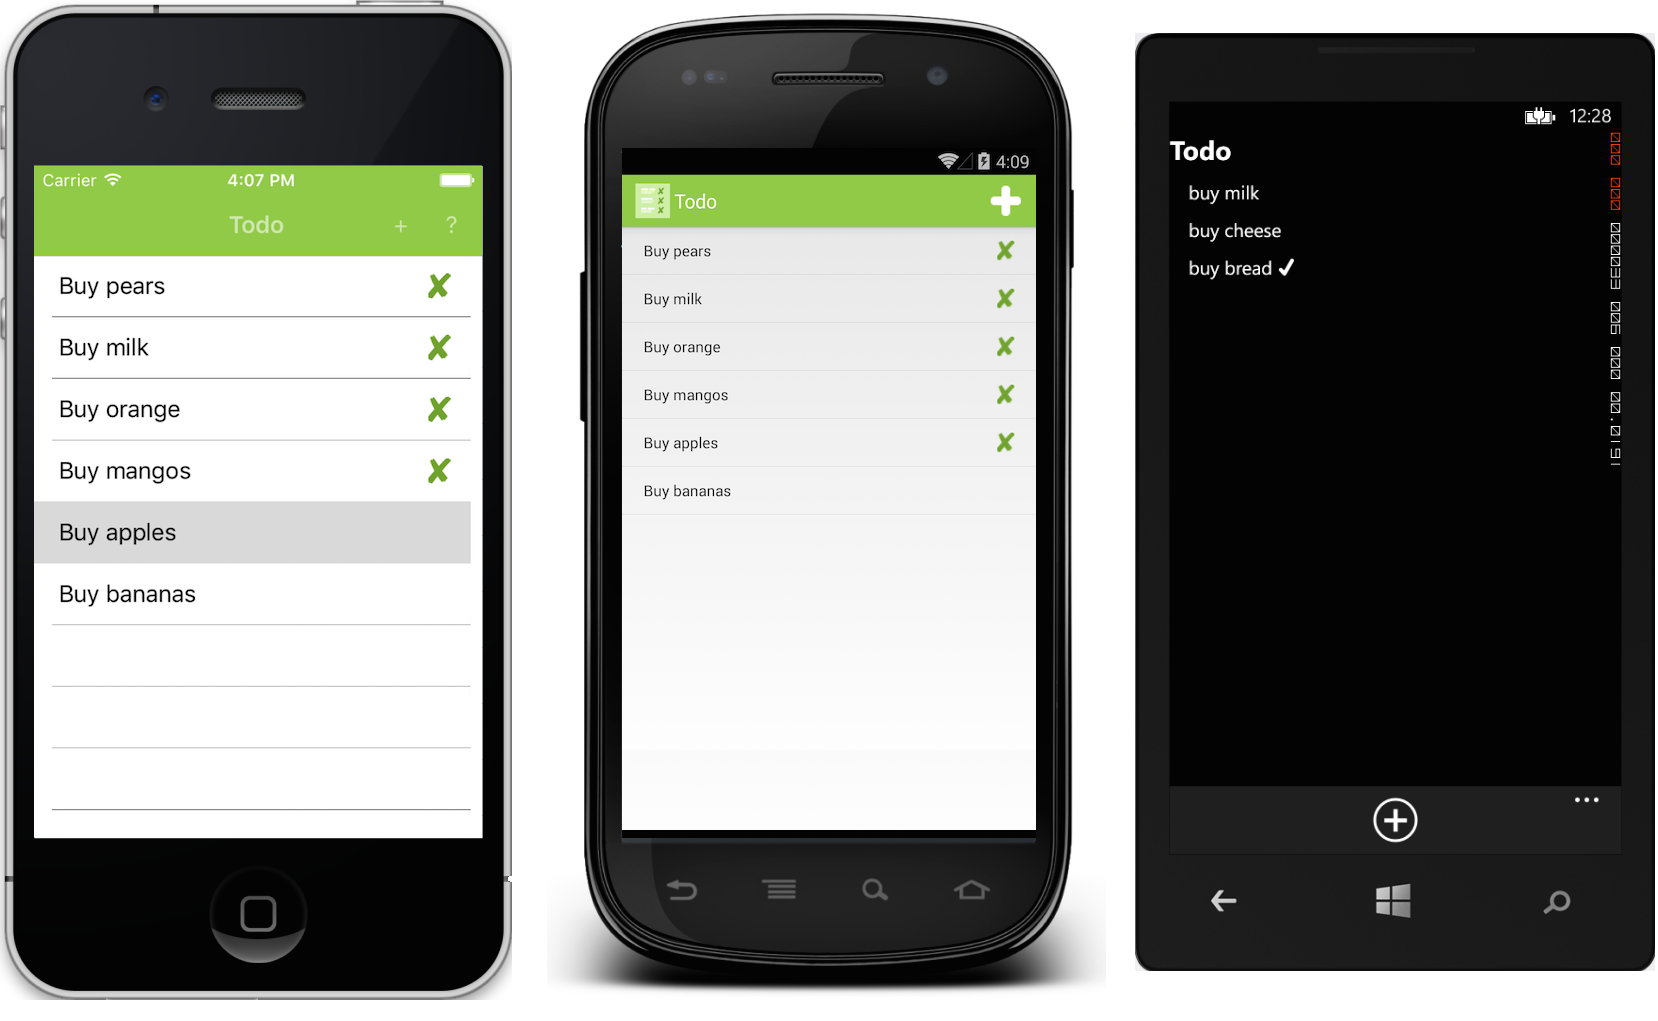 Carrier
4:07 PM
Todo + ?
Buy pears
Buy milk
Buy orange
Buy mangos
Buy apples
Buy bananas
4:09
Todo
Buy pears
Buy milk
Buy orange
Buy mangos
Buy apples
Buy bananas
12:28
Todo
buy milk
buy cheese
buy bread